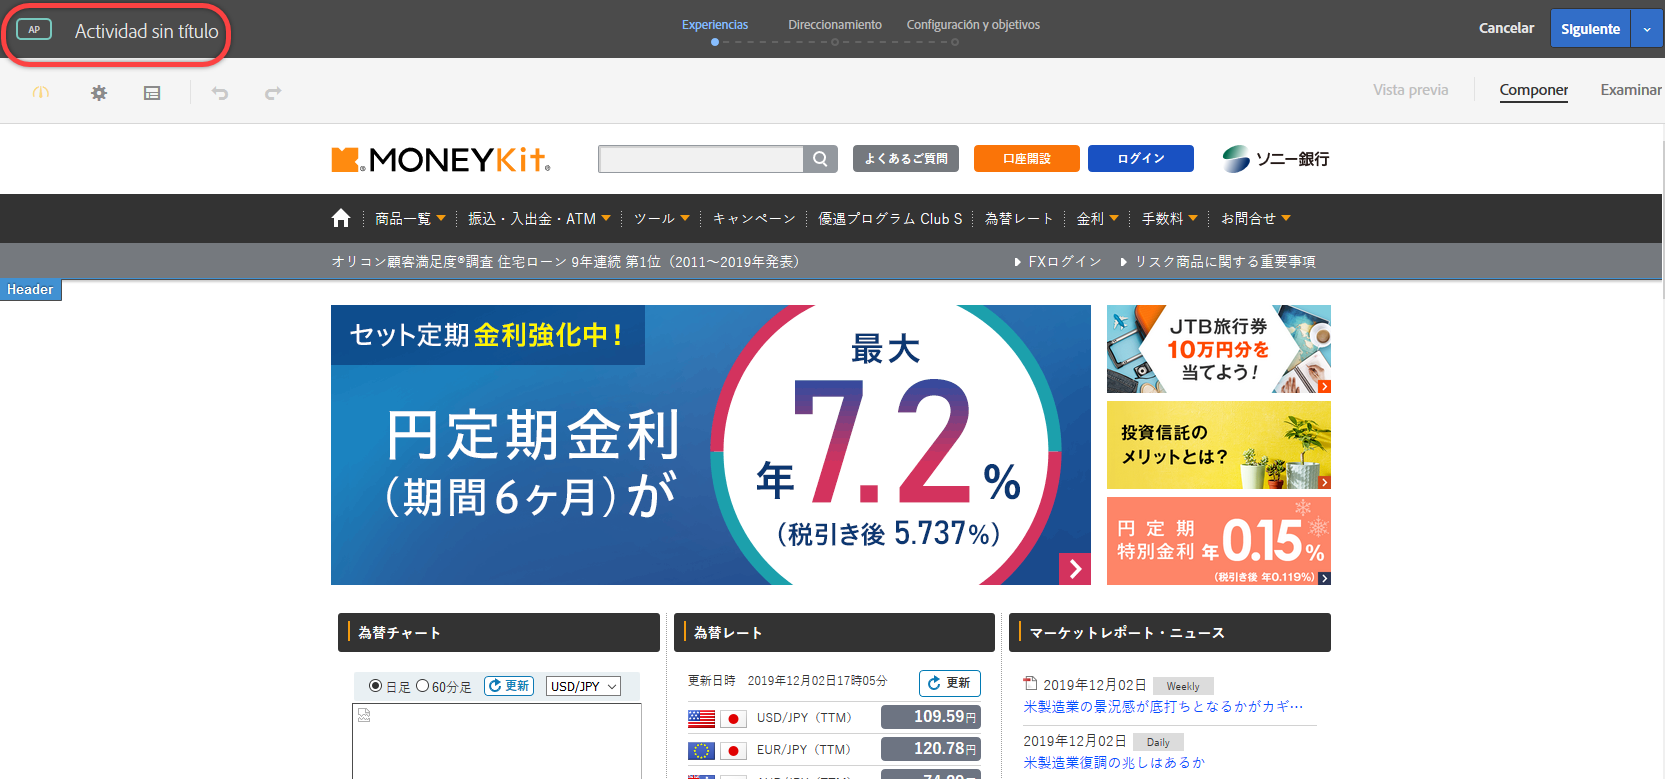 AP
Actividad sin título
Experiencias
Direccionamiento
Configuración y objetivos
Cancelar
Siguiente
Vista previa
Componer
Examinar
MONEYKit
よくあるご質問
口座開設
ログイン
ソニー銀行
商品一覧
振込・入出金・ATM
ツール
キャンペーン
優遇プログラム Club S
為替レート
金利
手数料
お問合せ
オリコン顧客満足度®調査 住宅ローン 9年連続 第1位（2011～2019年発表）
FXログイン
リスク商品に関する重要事項
Header
セット定期 金利強化中！
円定期金利
（期間6ヶ月）が
最大
年 7.2 %
（税引き後 5.737%）
JTB旅行券
10万円分を
当てよう！
投資信託の
メリットとは？
円定期
特別金利 年 0.15 %
（税引き後 年0.119%）
為替チャート
日足 60分足 更新 USD/JPY
為替レート
更新日時 2019年12月02日17時05分 更新
USD/JPY（TTM） 109.59円
EUR/JPY（TTM） 120.78円
マーケットレポート・ニュース
2019年12月02日 Weekly
米製造業の景況感が底打ちとなるかがカギ…
2019年12月02日 Daily
米製造業復調の兆しはあるか